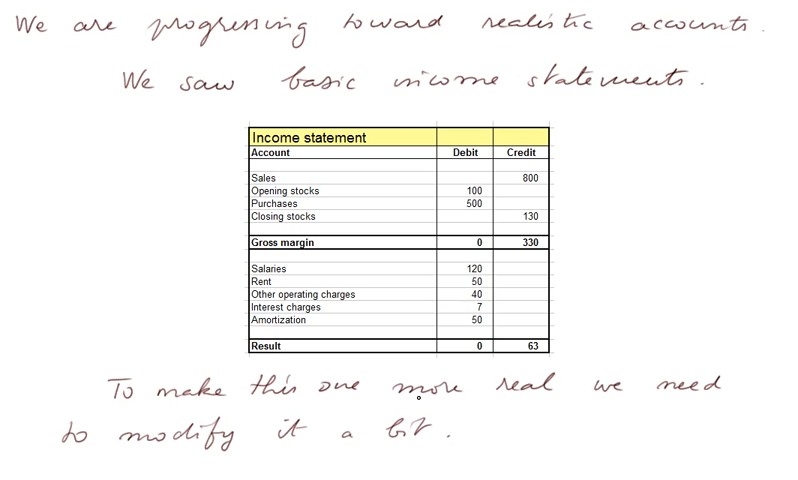 We are progressing toward realistic accounts.
We saw basic income statements.
Income statement
Account Debit Credit
Sales 800
Opening stocks 100
Purchases 500
Closing stocks 130
Gross margin 0 330
Salaries 120
Rent 50
Other operating charges 40
Interest charges 7
Amortization 50
Result 0 63
To make this one more real we need
to modify it a bit.